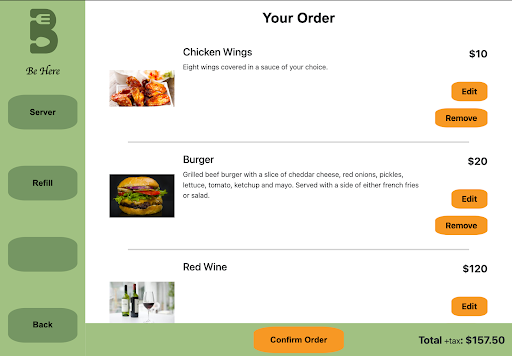 Be Here
Server
Refill
Back
Your Order
Chicken Wings
$10
Eight wings covered in a sauce of your choice.
Edit
Remove
Burger
$20
Grilled beef burger with a slice of cheddar cheese, red onions, pickles,
lettuce, tomato, ketchup and mayo. Served with a side of either french fries
or salad.
Edit
Remove
Red Wine
$120
Edit
Confirm Order
Total +tax: $157.50